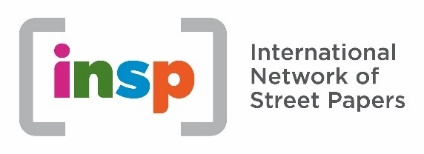 insp
International
Network of
Street Papers